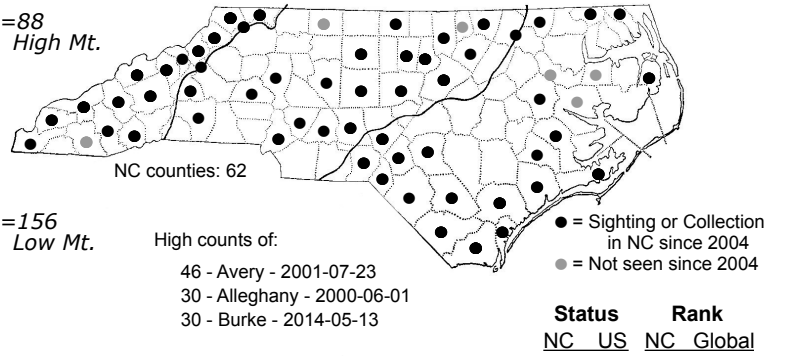 =88
High Mt.
NC counties: 62
=156
Low Mt.
High counts of:
46 - Avery - 2001-07-23
30 - Alleghany - 2000-06-01
30 - Burke - 2014-05-13
= Sighting or Collection
in NC since 2004
= Not seen since 2004
Status Rank
NC US NC Global